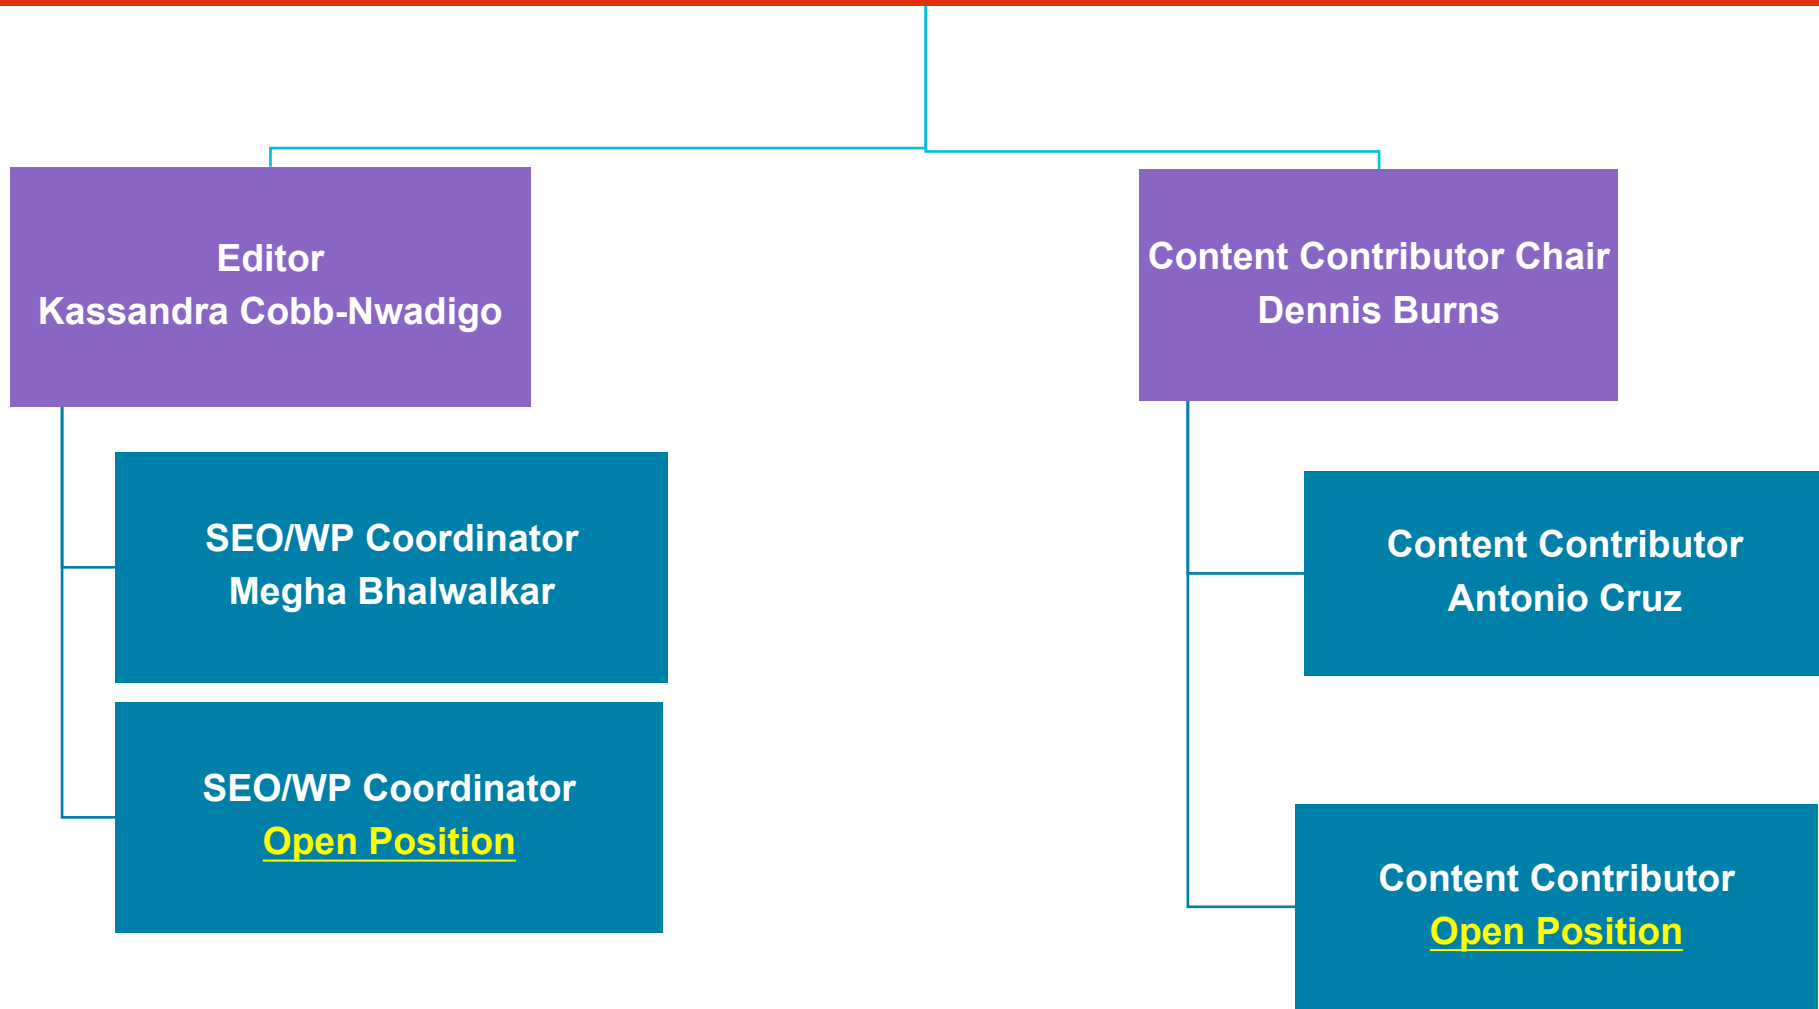 Editor
Kassandra Cobb-Nwadigo
Content Contributor Chair
Dennis Burns
SEO/WP Coordinator
Megha Bhalwalkar
Content Contributor
Antonio Cruz
SEO/WP Coordinator
Open Position
Content Contributor
Open Position